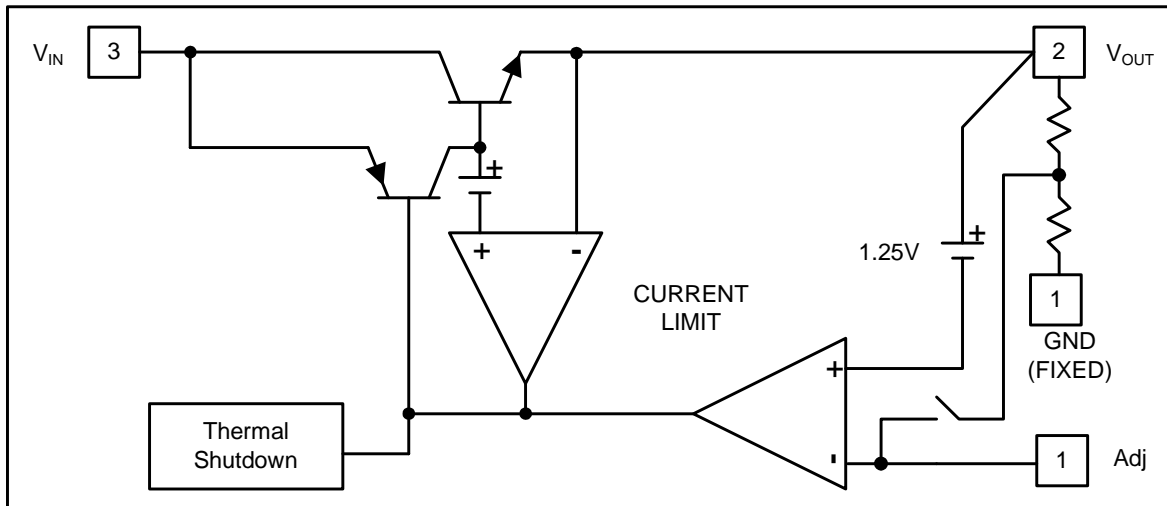 V_IN 3
2 V_OUT
+
+ -
1.25V +
CURRENT
LIMIT
1
GND
(FIXED)
+
Thermal
Shutdown
- 1 Adj